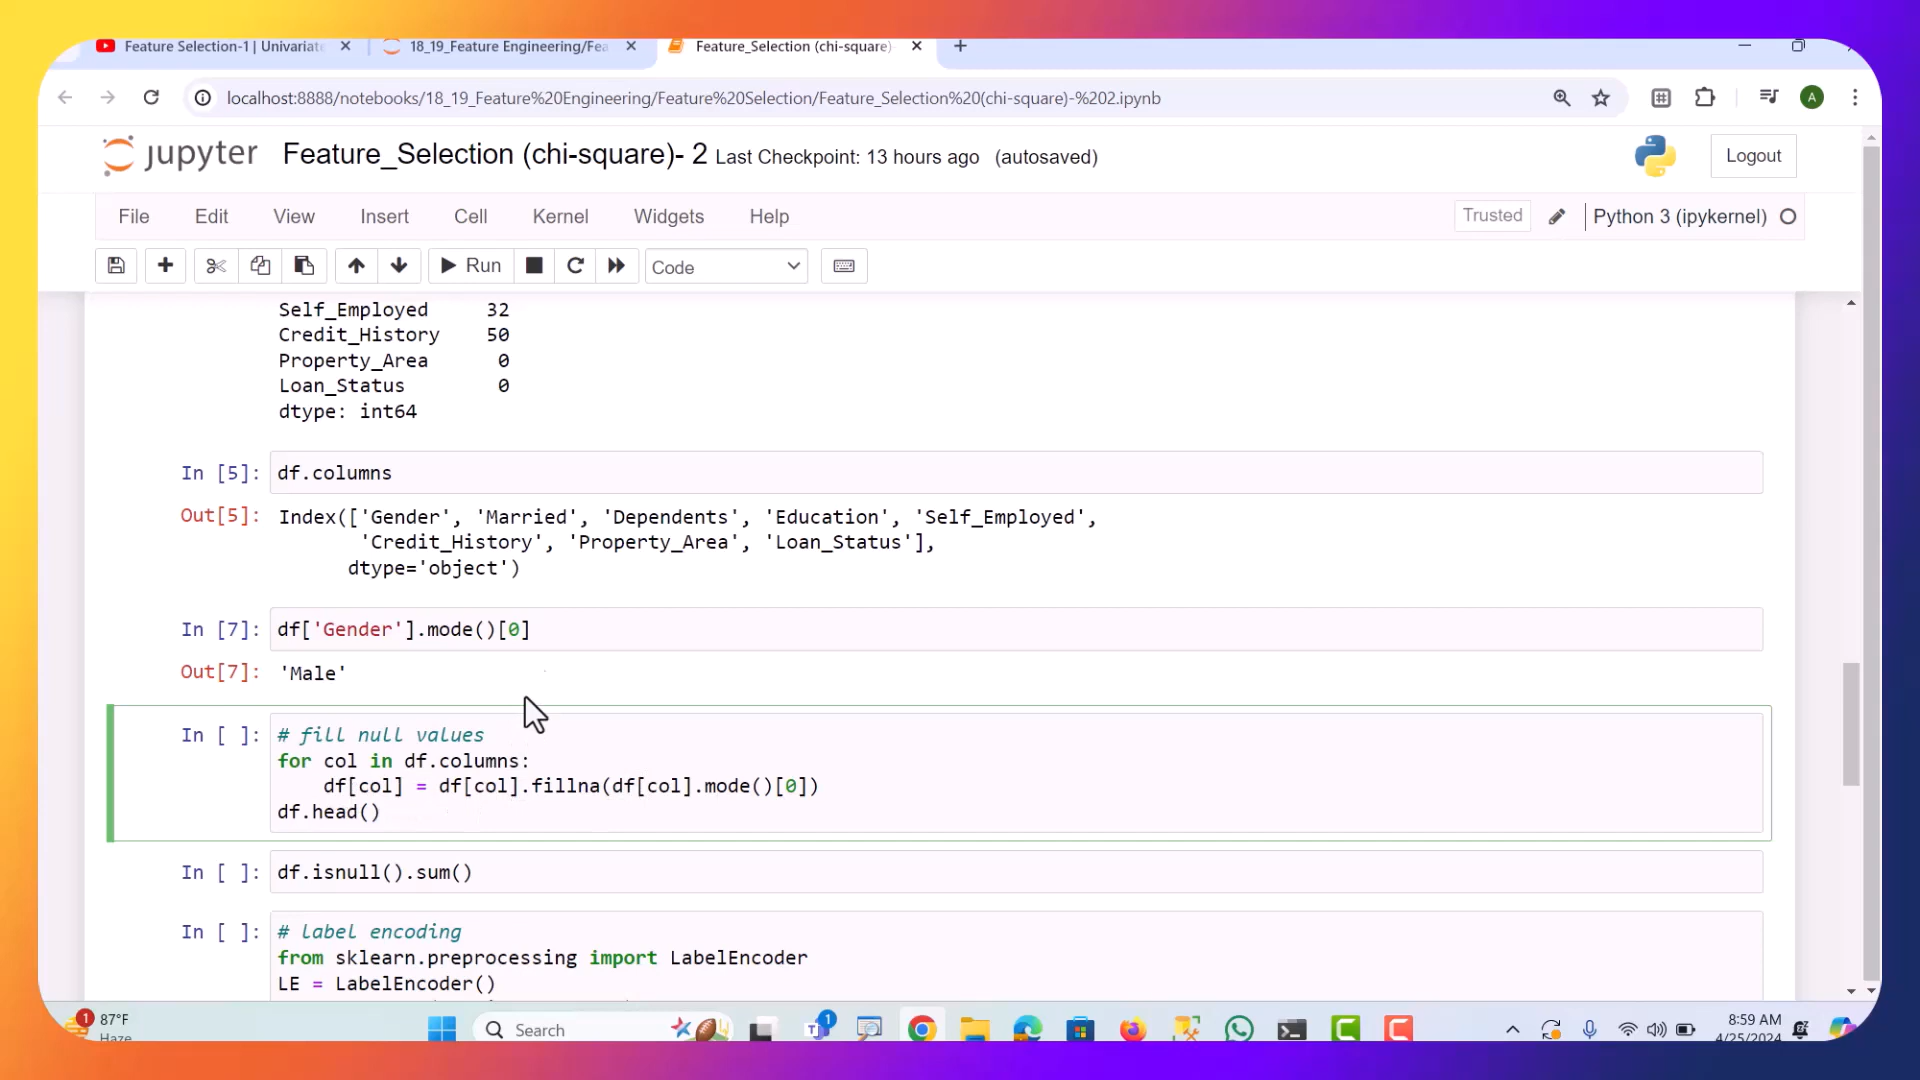 Feature Selection-1 | Univariate
18_19_Feature Engineering/Fea
Feature_Selection (chi-square)
localhost:8888/notebooks/18_19_Feature%20Engineering/Feature%20Selection/Feature_Selection%20(chi-square)-%202.ipynb
A
jupyter Feature_Selection (chi-square)- 2 Last Checkpoint: 13 hours ago (autosaved)
Logout
File Edit View Insert Cell Kernel Widgets Help
Trusted
Python 3 (ipykernel)
Run
Code
Self_Employed 32
Credit_History 50
Property_Area 0
Loan_Status 0
dtype: int64
In [5]: df.columns
Out[5]: Index(['Gender', 'Married', 'Dependents', 'Education', 'Self_Employed',
'Credit_History', 'Property_Area', 'Loan_Status'],
dtype='object')
In [7]: df['Gender'].mode()[0]
Out[7]: 'Male'
In [ ]: # fill null values
for col in df.columns:
df[col] = df[col].fillna(df[col].mode()[0])
df.head()
In [ ]: df.isnull().sum()
In [ ]: # label encoding
from sklearn.preprocessing import LabelEncoder
LE = LabelEncoder()
1
87°F
Haze
Search
1
8:59 AM
4/25/2024